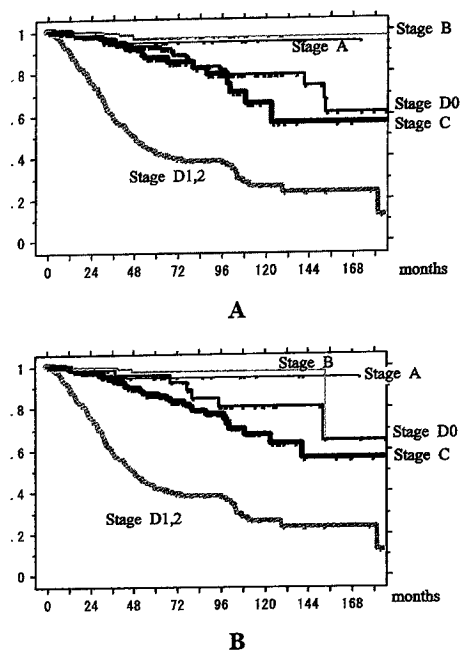 1
Stage B
Stage A
. 8
. 6
Stage D0
Stage C
. 4
Stage D1,2
. 2
0
0 24 48 72 96 120 144 168 months
A
1
Stage B
Stage A
. 8
. 6
Stage D0
Stage C
. 4
Stage D1,2
. 2
0
0 24 48 72 96 120 144 168 months
B